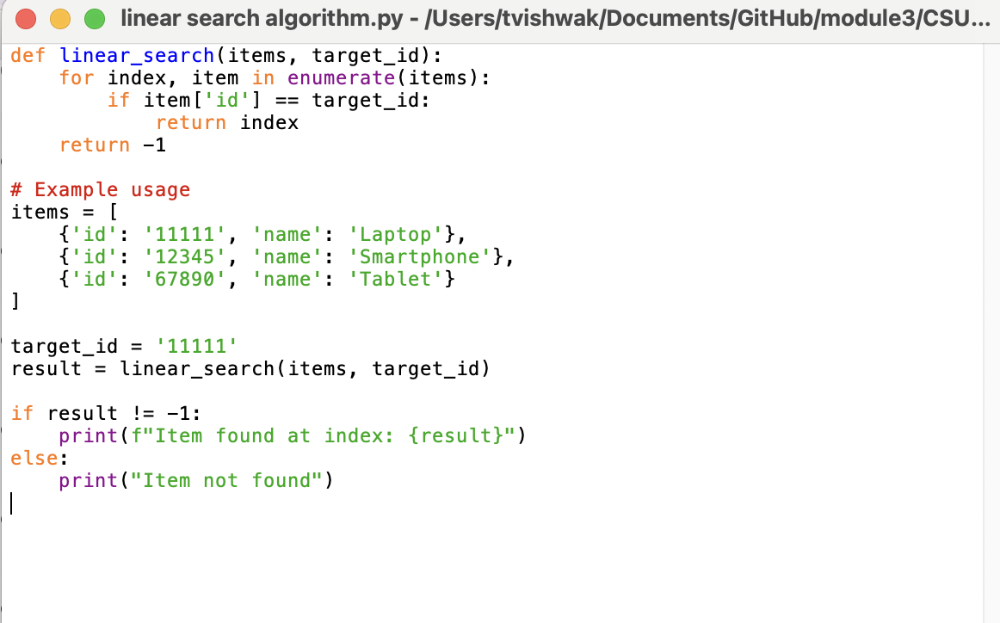 linear search algorithm.py - /Users/tvishwak/Documents/GitHub/module3/CSU...
def linear_search(items, target_id):
    for index, item in enumerate(items):
        if item['id'] == target_id:
            return index
    return -1

# Example usage
items = [
    {'id': '11111', 'name': 'Laptop'},
    {'id': '12345', 'name': 'Smartphone'},
    {'id': '67890', 'name': 'Tablet'}
]

target_id = '11111'
result = linear_search(items, target_id)

if result != -1:
    print(f"Item found at index: {result}")
else:
    print("Item not found")